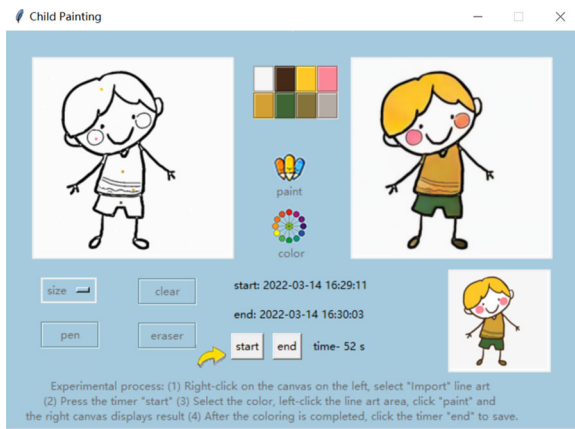 Child Painting
paint
color
size
clear
start: 2022-03-14 16:29:11
pen
eraser
end: 2022-03-14 16:30:03
start
end
time- 52 s
Experimental process: (1) Right-click on the canvas on the left, select "Import" line art
(2) Press the timer "start" (3) Select the color, left-click the line art area, click "paint" and
the right canvas displays result (4) After the coloring is completed, click the timer "end" to save.